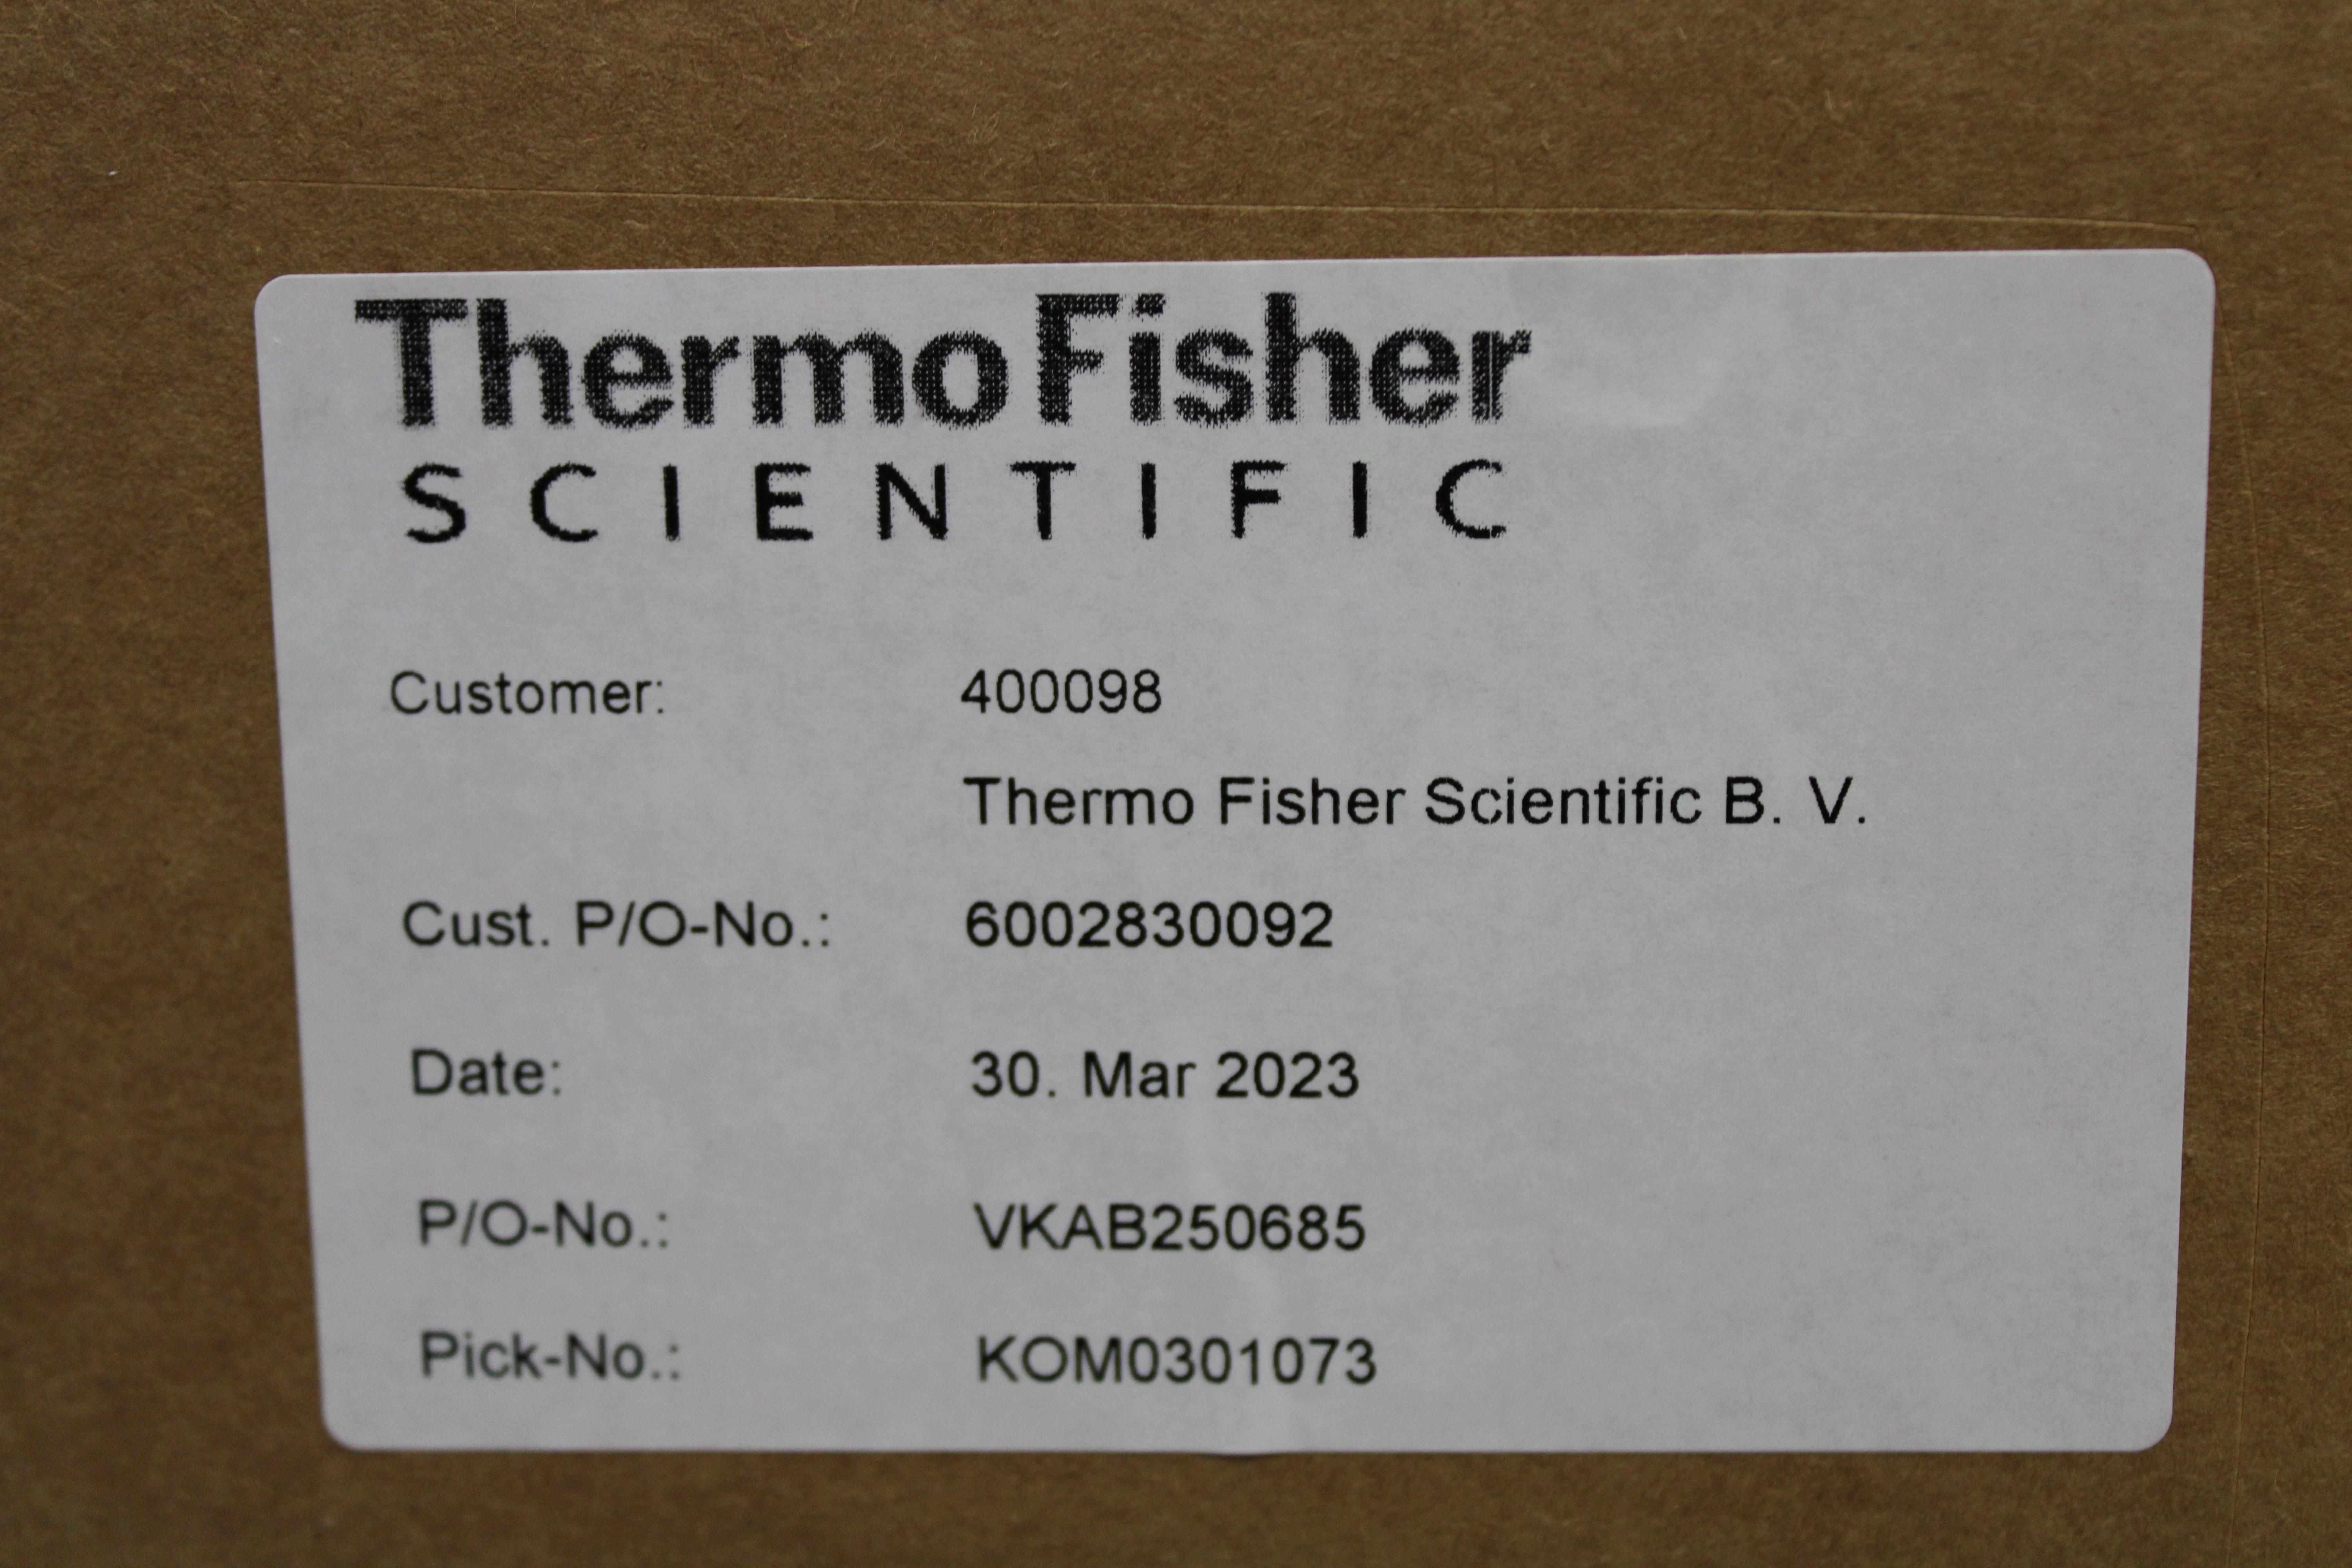 ThermoFisher
SCIENTIFIC
Customer: 400098
Thermo Fisher Scientific B. V.
Cust. P/O-No.: 6002830092
Date: 30. Mar 2023
P/O-No.: VKAB250685
Pick-No.: KOM0301073